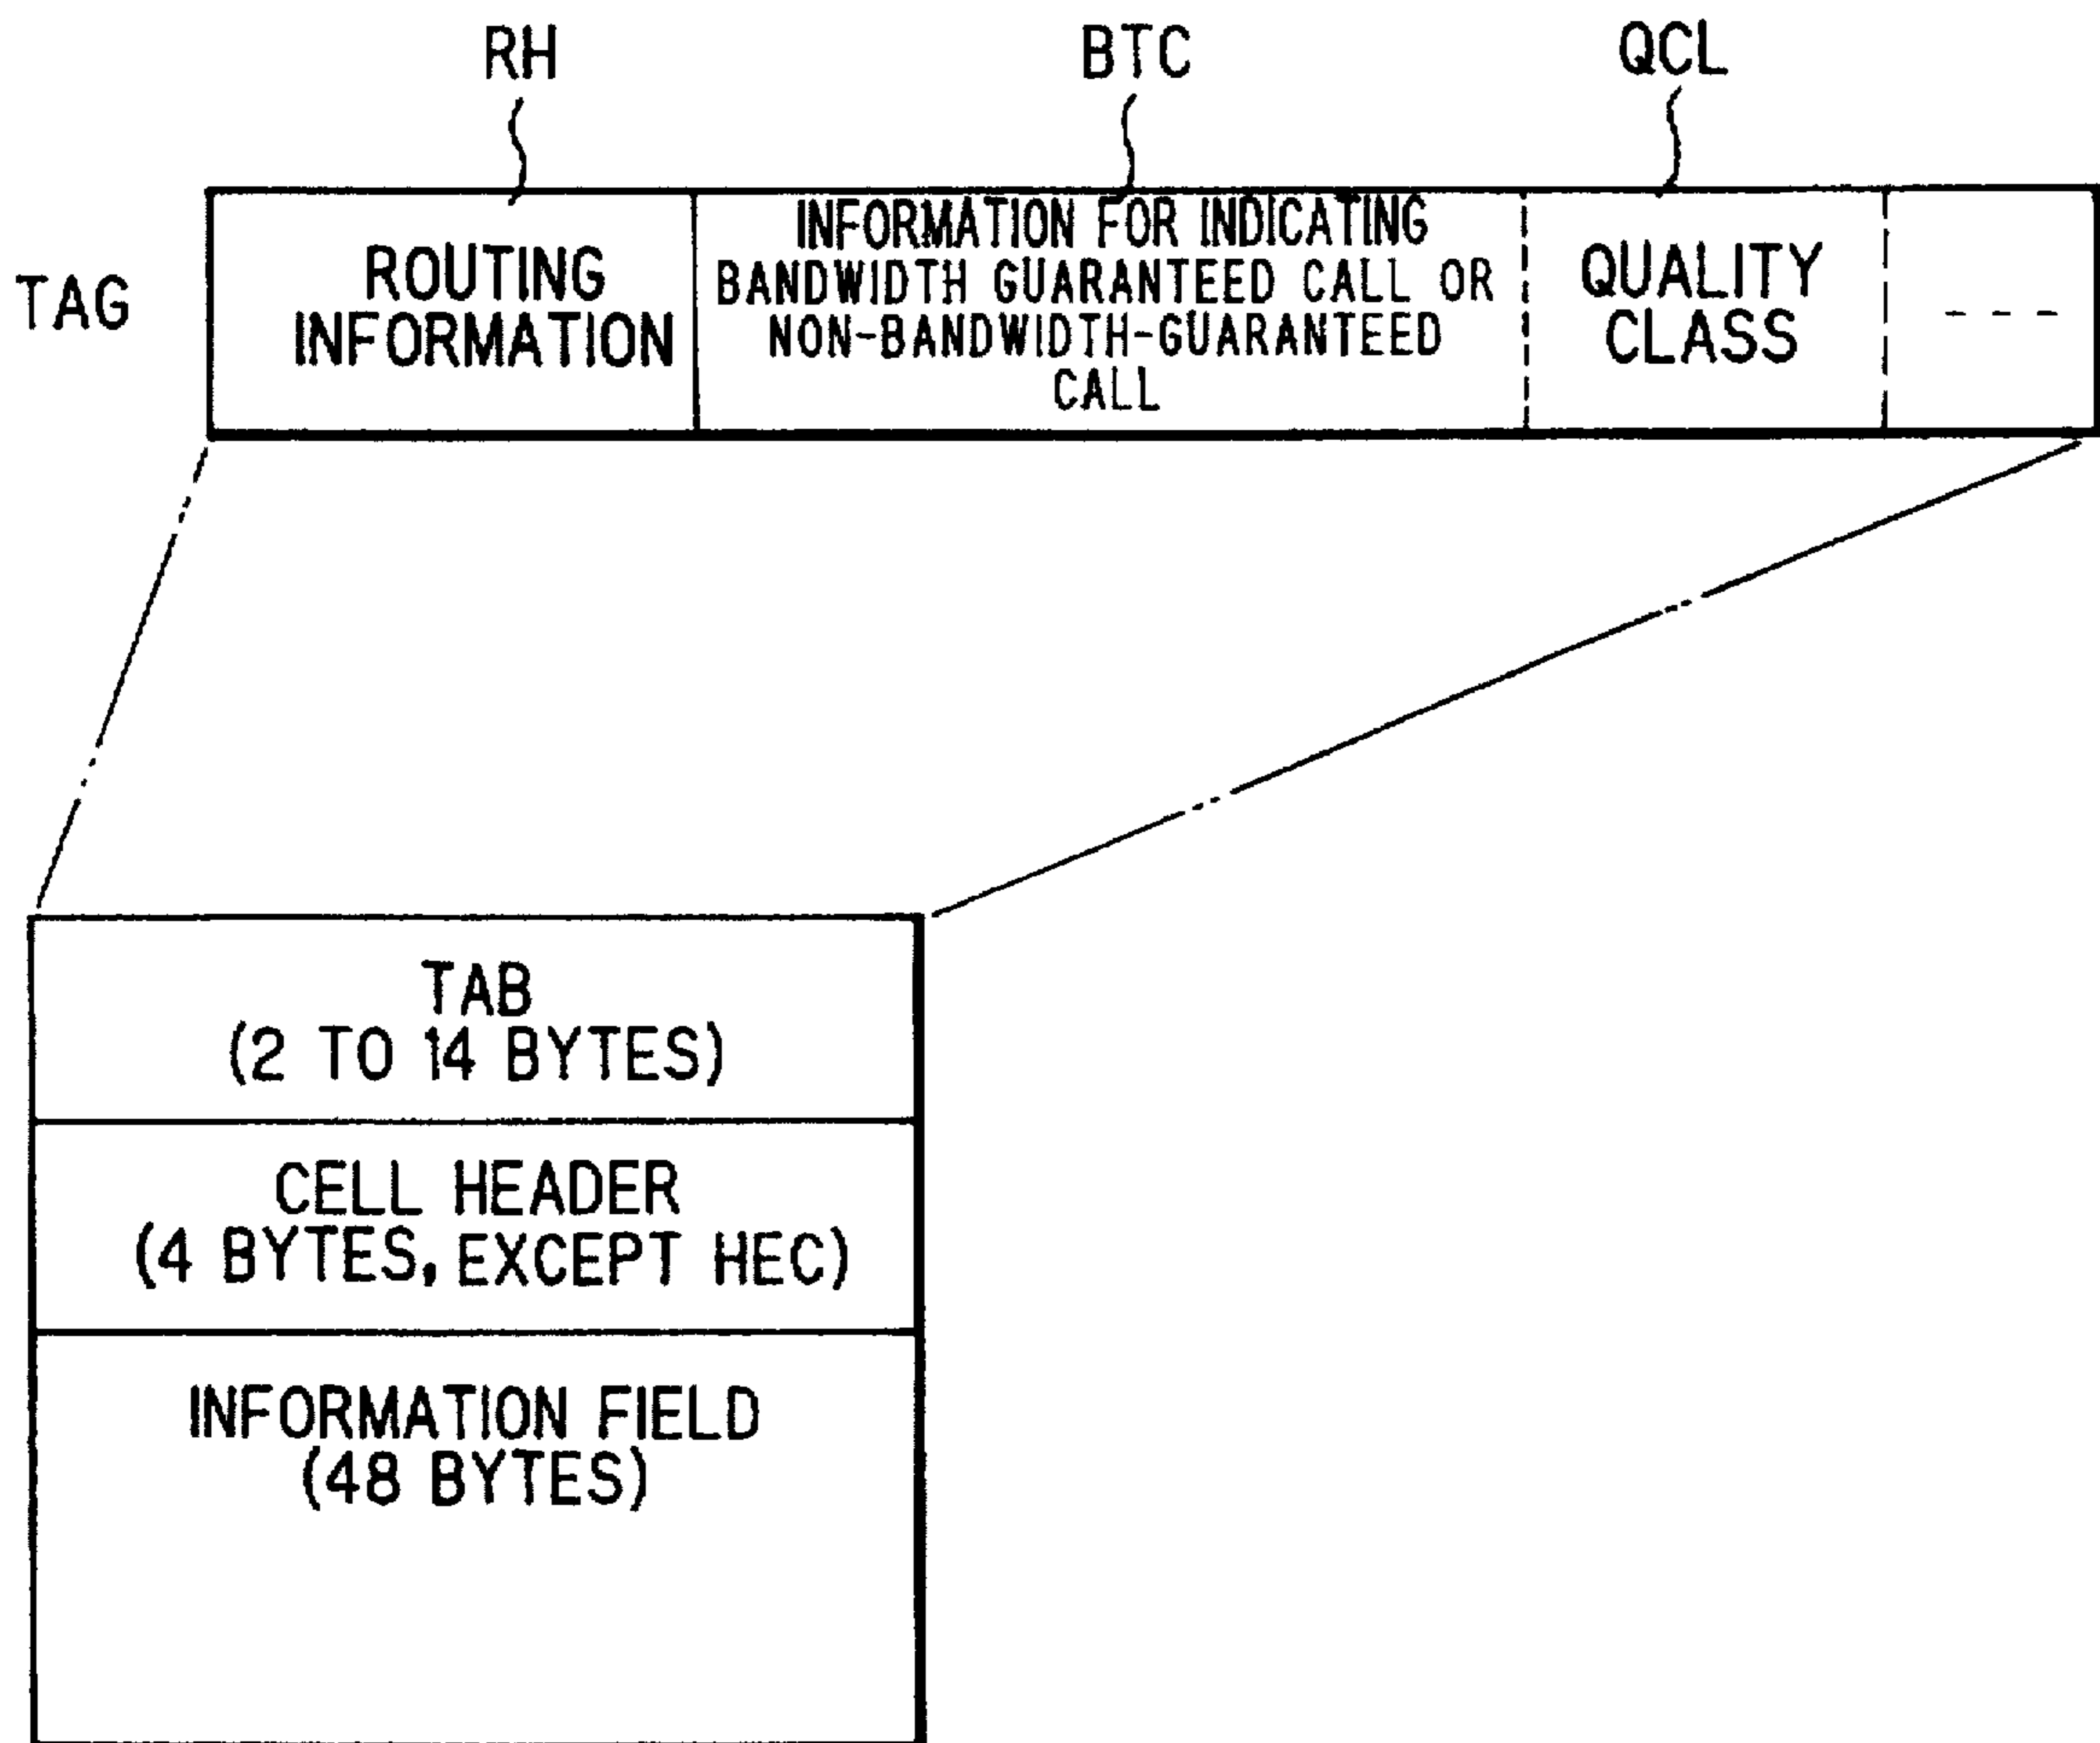 RH
BTC
QCL
TAG
ROUTING
INFORMATION
INFORMATION FOR INDICATING
BANDWIDTH GUARANTEED CALL OR
NON-BANDWIDTH-GUARANTEED
CALL
QUALITY
CLASS
- - -
TAB
(2 TO 14 BYTES)
CELL HEADER
(4 BYTES, EXCEPT HEC)
INFORMATION FIELD
(48 BYTES)